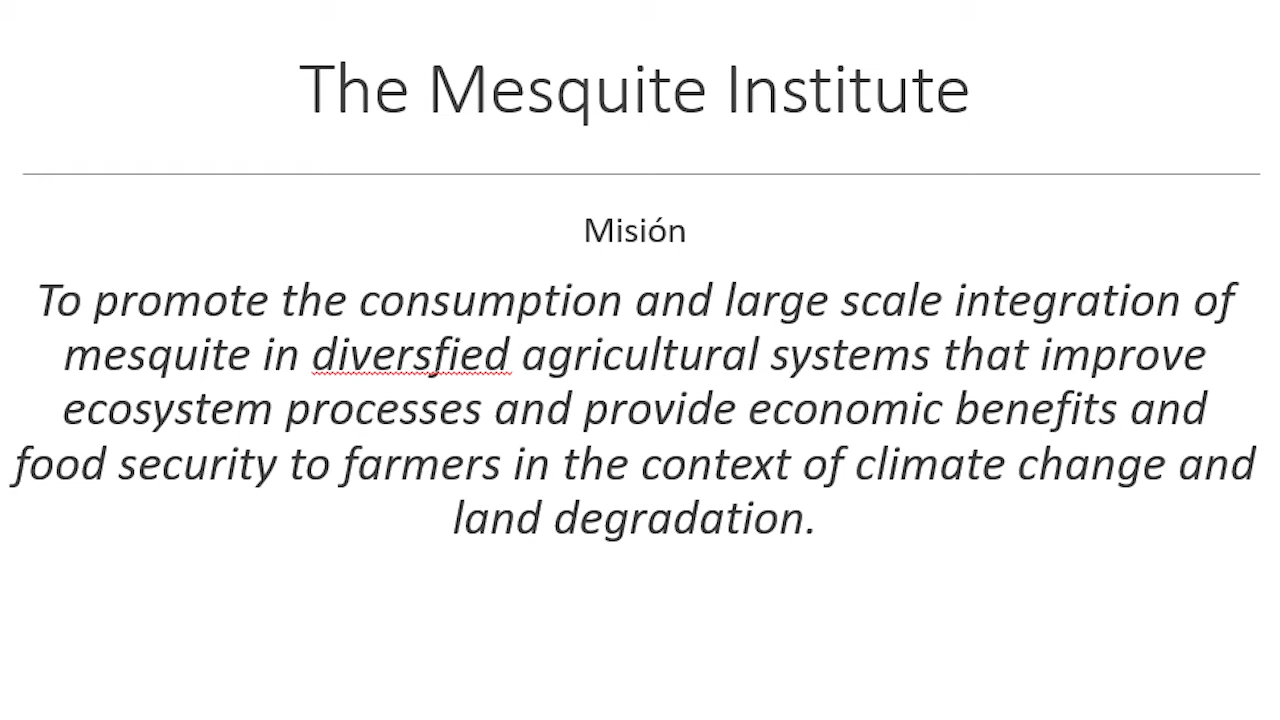 The Mesquite Institute
Misión
To promote the consumption and large scale integration of
mesquite in diversfied agricultural systems that improve
ecosystem processes and provide economic benefits and
food security to farmers in the context of climate change and
land degradation.